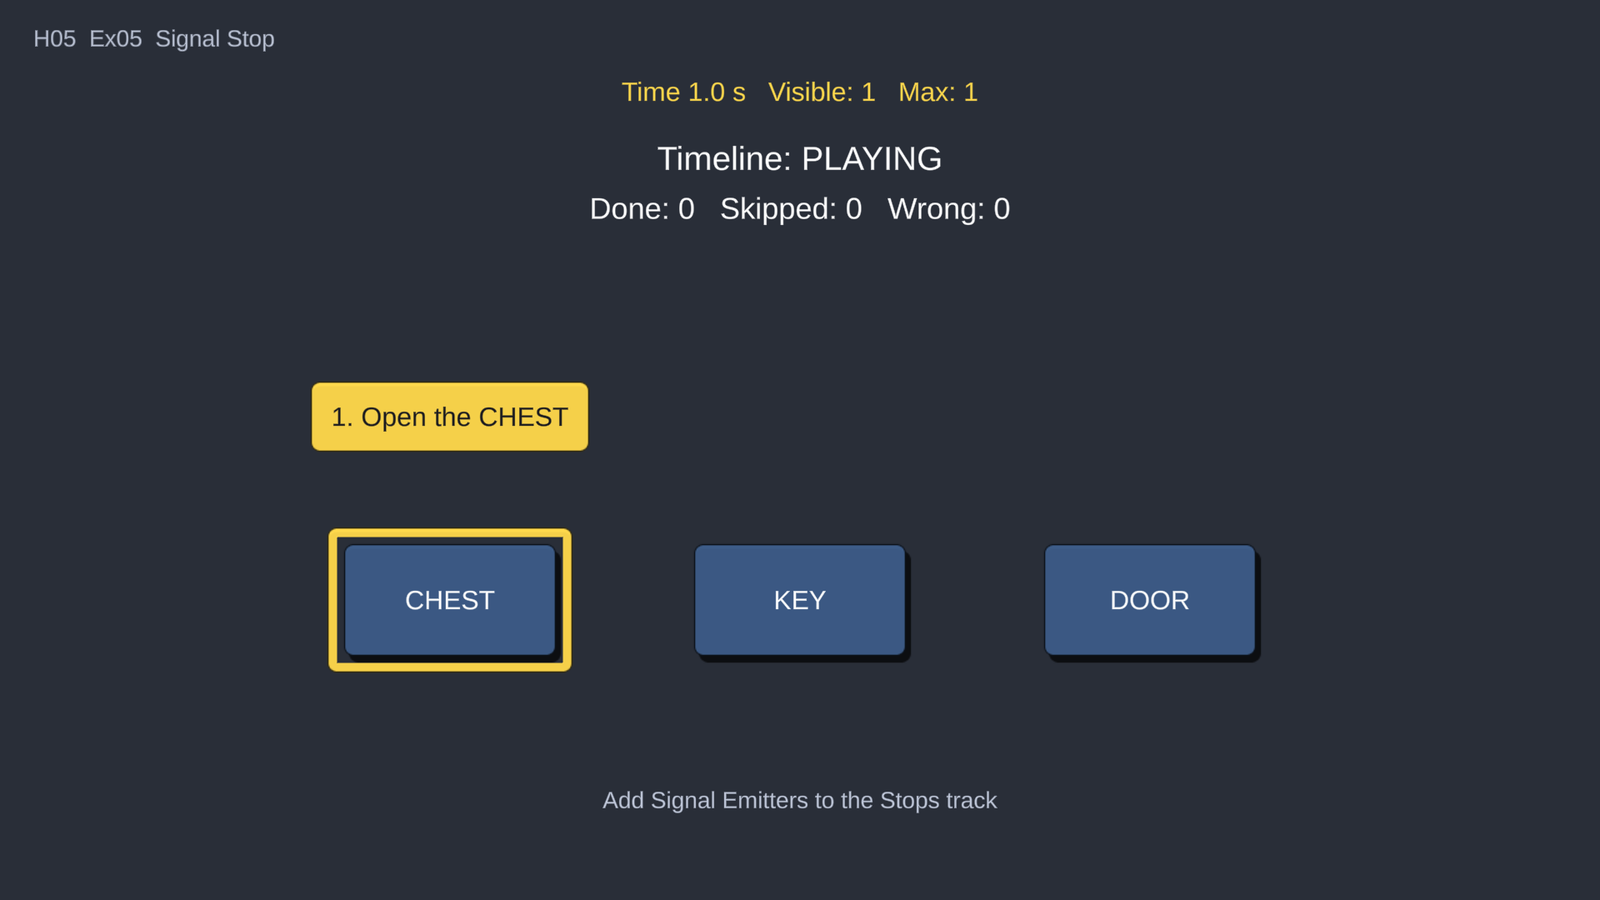 H05 Ex05 Signal Stop
Time 1.0 s Visible: 1 Max: 1
Timeline: PLAYING
Done: 0 Skipped: 0 Wrong: 0
1. Open the CHEST
CHEST
KEY
DOOR
Add Signal Emitters to the Stops track